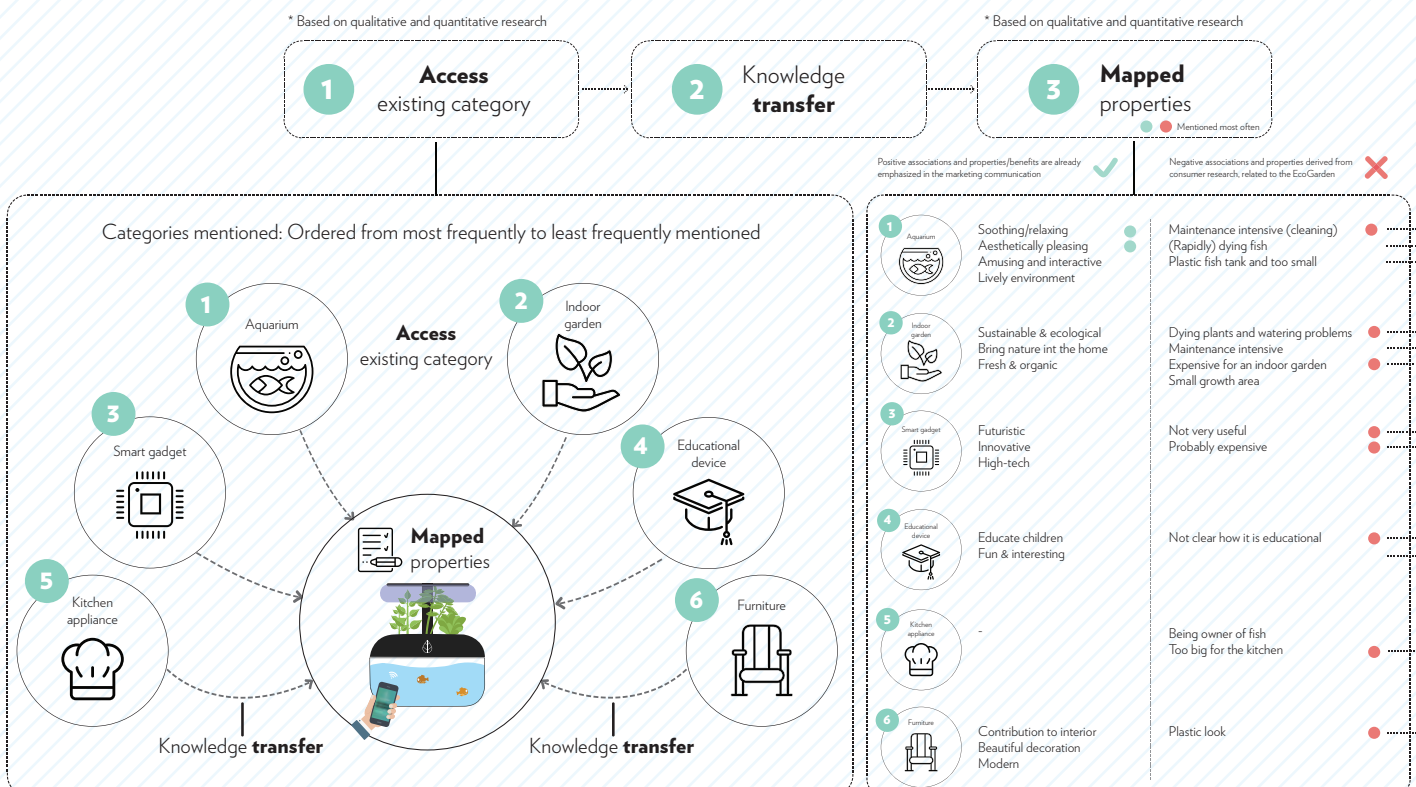 * Based on qualitative and quantitative research
* Based on qualitative and quantitative research
1
Access
existing category
2
Knowledge
transfer
3
Mapped
properties
Mentioned most often
Positive associations and properties/benefits are already
emphasized in the marketing communication
Negative associations and properties derived from
consumer research, related to the EcoGarden
Categories mentioned: Ordered from most frequently to least frequently mentioned
1
Aquarium
Access
existing category
2
Indoor
garden
3
Smart gadget
4
Educational
device
5
Kitchen
appliance
6
Furniture
Mapped
properties
Knowledge transfer
Knowledge transfer
1
Aquarium
Soothing/relaxing
Aesthetically pleasing
Amusing and interactive
Lively environment
Maintenance intensive (cleaning)
(Rapidly) dying fish
Plastic fish tank and too small
2
Indoor
garden
Sustainable & ecological
Bring nature int the home
Fresh & organic
Dying plants and watering problems
Maintenance intensive
Expensive for an indoor garden
Small growth area
3
Smart gadget
Futuristic
Innovative
High-tech
Not very useful
Probably expensive
4
Educational
device
Educate children
Fun & interesting
Not clear how it is educational
5
Kitchen
appliance
-
Being owner of fish
Too big for the kitchen
6
Furniture
Contribution to interior
Beautiful decoration
Modern
Plastic look